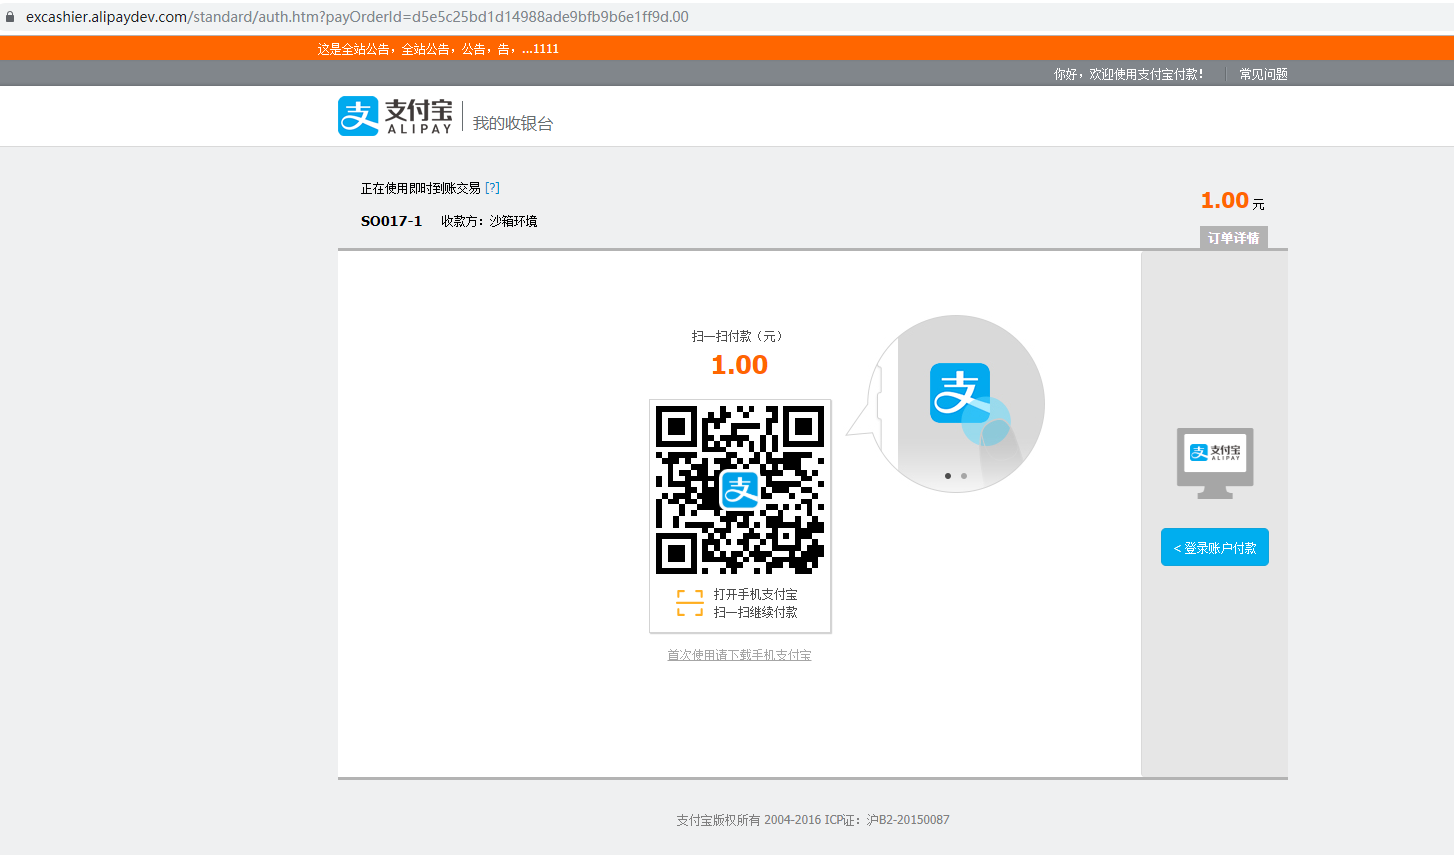 excashier.alipaydev.com/standard/auth.htm?payOrderId=d5e5c25bd1d14988ade9bfb9b6e1ff9d.00
这是全站公告，全站公告，公告，告，...1111
你好，欢迎使用支付宝付款！ 常见问题
支 支付宝 ALIPAY 我的收银台
正在使用即时到账交易 [?]
1.00 元
SO017-1 收款方：沙箱环境
订单详情
扫一扫付款（元）
1.00
支
支
支 支付宝 ALIPAY
< 登录账户付款
打开手机支付宝
扫一扫继续付款
首次使用请下载手机支付宝
支付宝版权所有 2004-2016 ICP证：沪B2-20150087